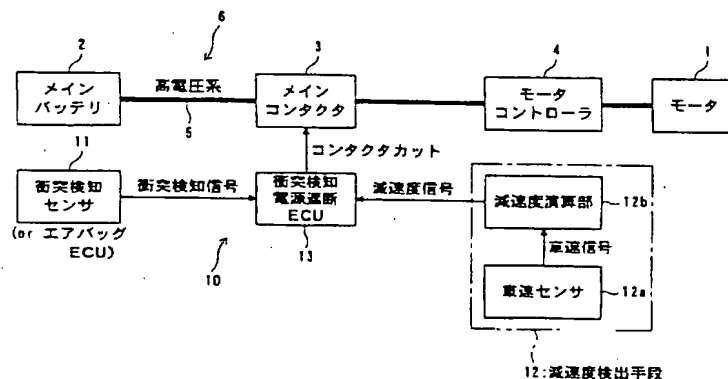 6
2
メイン
バッテリ
高電圧系
5
3
メイン
コンタクタ
4
モータ
コントローラ
1
モータ
コンタクタカット
11
衝突検知
センサ
(or エアバッグ
ECU)
衝突検知信号
衝突検知
電源遮断
ECU
13
10
減速度信号
減速度演算部
12b
車速信号
車速センサ
12a
12:減速度検出手段